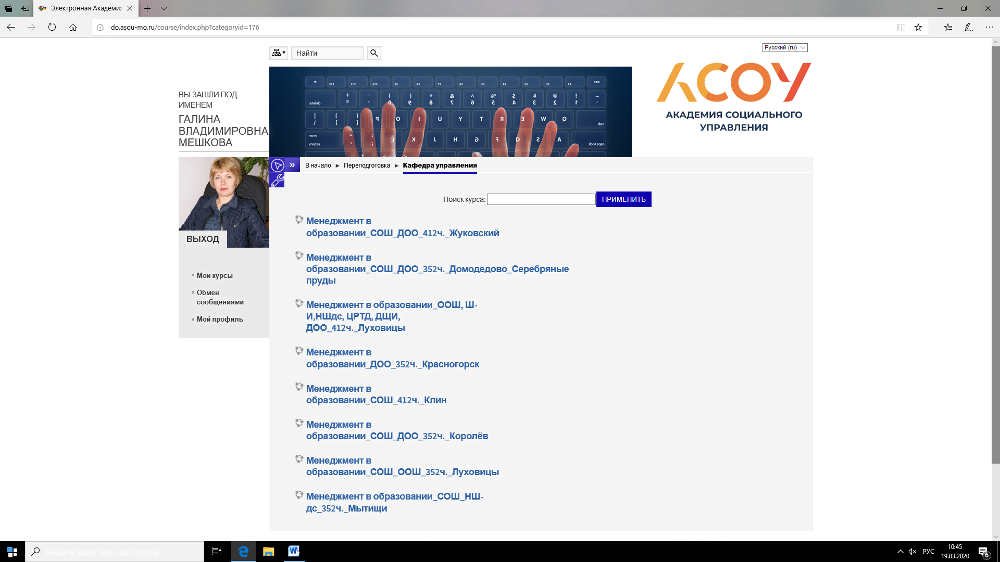 Электронная Академия
do.asou-mo.ru/course/index.php?categoryid=176
Найти
Русский (ru)
АСОУ
АКАДЕМИЯ СОЦИАЛЬНОГО
УПРАВЛЕНИЯ
ВЫ ЗАШЛИ ПОД
ИМЕНЕМ
ГАЛИНА
ВЛАДИМИРОВНА
МЕШКОВА
ВЫХОД
Мои курсы
Обмен
сообщениями
Мой профиль
В начало ► Переподготовка ► Кафедра управления
Поиск курса: ПРИМЕНИТЬ
Менеджмент в
образовании_СОШ_ДОО_412ч._Жуковский
Менеджмент в
образовании_СОШ_ДОО_352ч._Домодедово_Серебряные
пруды
Менеджмент в образовании_ООШ, Ш-
И,НШдс, ЦРТД, ДЩИ,
ДОО_412ч._Луховицы
Менеджмент в
образовании_ДОО_352ч._Красногорск
Менеджмент в
образовании_СОШ_412ч._Клин
Менеджмент в
образовании_СОШ_ДОО_352ч._Королёв
Менеджмент в
образовании_СОШ_ООШ_352ч._Луховицы
Менеджмент в образовании_СОШ_НШ-
дс_352ч._Мытищи
Введите здесь текст для поиска
РУС
10:45
19.03.2020
6